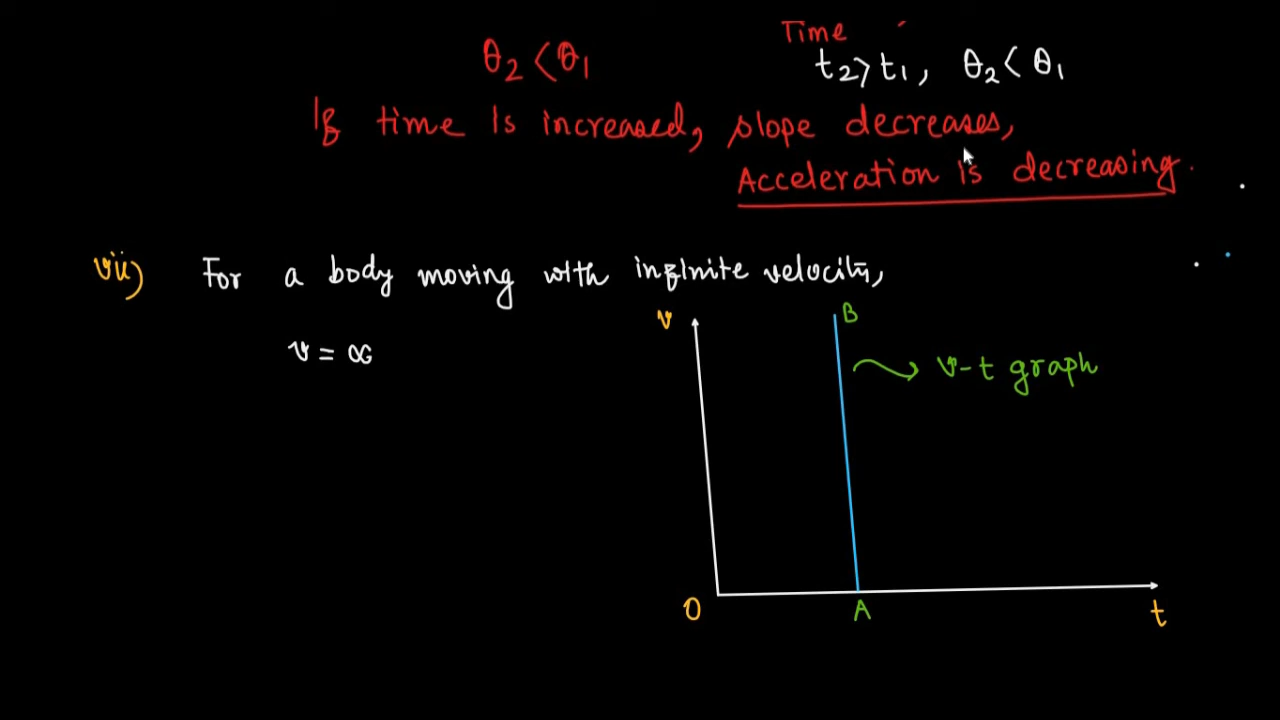 Time
θ2 < θ1
t2 > t1, θ2 < θ1
If time is increased, slope decreases,
Acceleration is decreasing.
vii) For a body moving with infinite velocity,
v = ∞
v
B
v-t graph
O
A
t